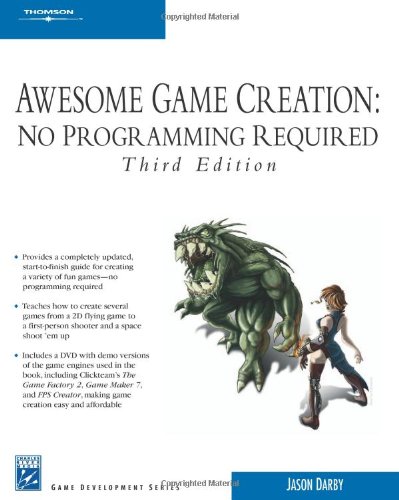 Copyrighted Material
THOMSON
AWESOME GAME CREATION:
NO PROGRAMMING REQUIRED
Third Edition
• Provides a completely updated,
start-to-finish guide for creating
a variety of fun games—no
programming required
• Teaches how to create several
games from a 2D flying game to
a first-person shooter and a space
shoot 'em up
• Includes a DVD with demo versions
of the game engines used in the
book, including Clickteam's The
Game Factory 2, Game Maker 7,
and FPS Creator, making game
creation easy and affordable
CHARLES
RIVER
MEDIA
GAME DEVELOPMENT SERIES
JASON DARBY
Copyrighted Material